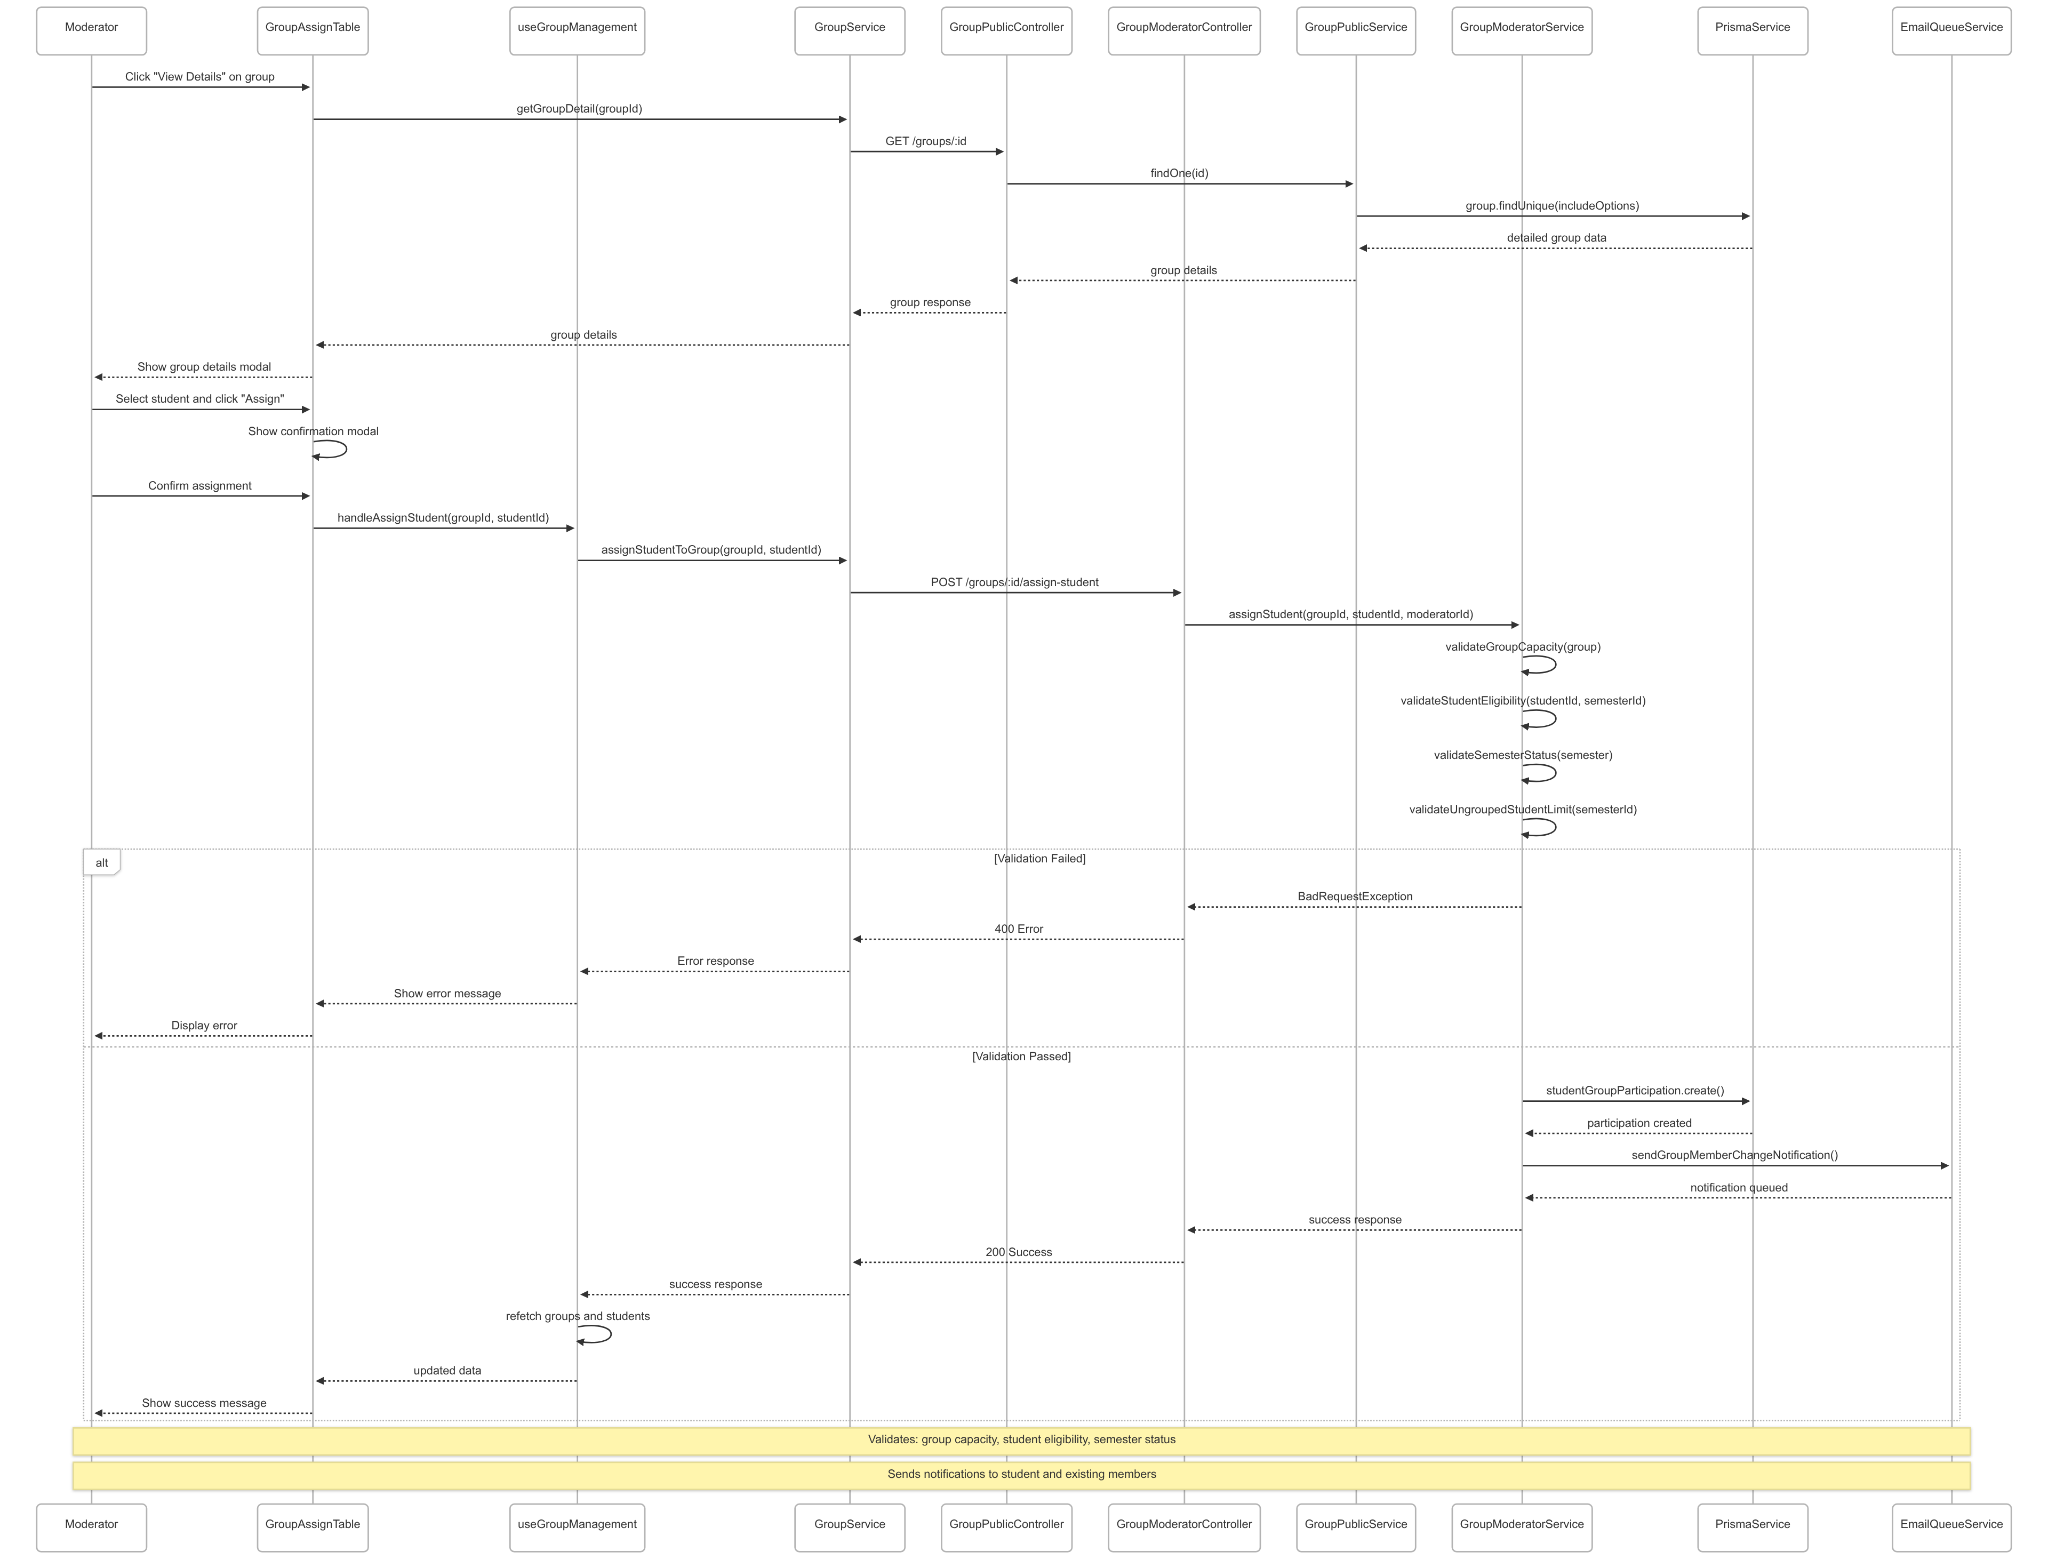 Moderator
GroupAssignTable
useGroupManagement
GroupService
GroupPublicController
GroupModeratorController
GroupPublicService
GroupModeratorService
PrismaService
EmailQueueService
Click "View Details" on group
getGroupDetail(groupId)
GET /groups/:id
findOne(id)
group.findUnique(includeOptions)
detailed group data
group details
group response
group details
Show group details modal
Select student and click "Assign"
Show confirmation modal
Confirm assignment
handleAssignStudent(groupId, studentId)
assignStudentToGroup(groupId, studentId)
POST /groups/:id/assign-student
assignStudent(groupId, studentId, moderatorId)
validateGroupCapacity(group)
validateStudentEligibility(studentId, semesterId)
validateSemesterStatus(semester)
validateUngroupedStudentLimit(semesterId)
alt
[Validation Failed]
BadRequestException
400 Error
Error response
Show error message
Display error
[Validation Passed]
studentGroupParticipation.create()
participation created
sendGroupMemberChangeNotification()
notification queued
success response
200 Success
success response
refetch groups and students
updated data
Show success message
Validates: group capacity, student eligibility, semester status
Sends notifications to student and existing members
Moderator
GroupAssignTable
useGroupManagement
GroupService
GroupPublicController
GroupModeratorController
GroupPublicService
GroupModeratorService
PrismaService
EmailQueueService